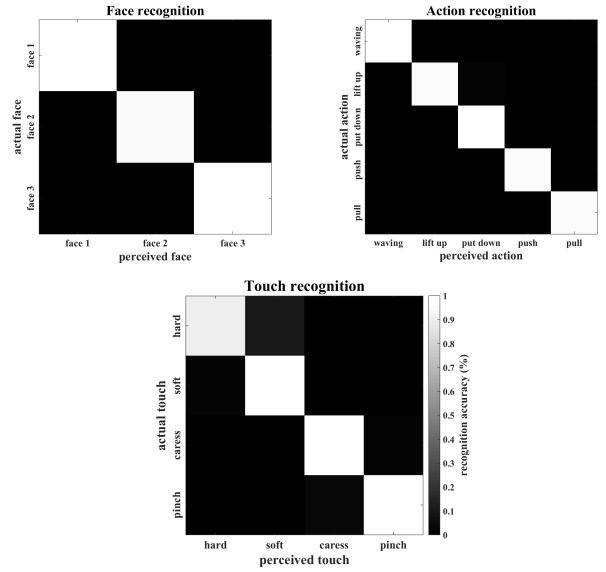 Face recognition
actual face
face 1
face 2
face 3
face 1 face 2 face 3
perceived face
Action recognition
actual action
waving
lift up
put down
push
pull
waving lift up put down push pull
perceived action
Touch recognition
actual touch
hard
soft
caress
pinch
hard soft caress pinch
perceived touch
1
0.9
0.8
0.7
0.6
0.5
0.4
0.3
0.2
0.1
0
recognition accuracy (%)